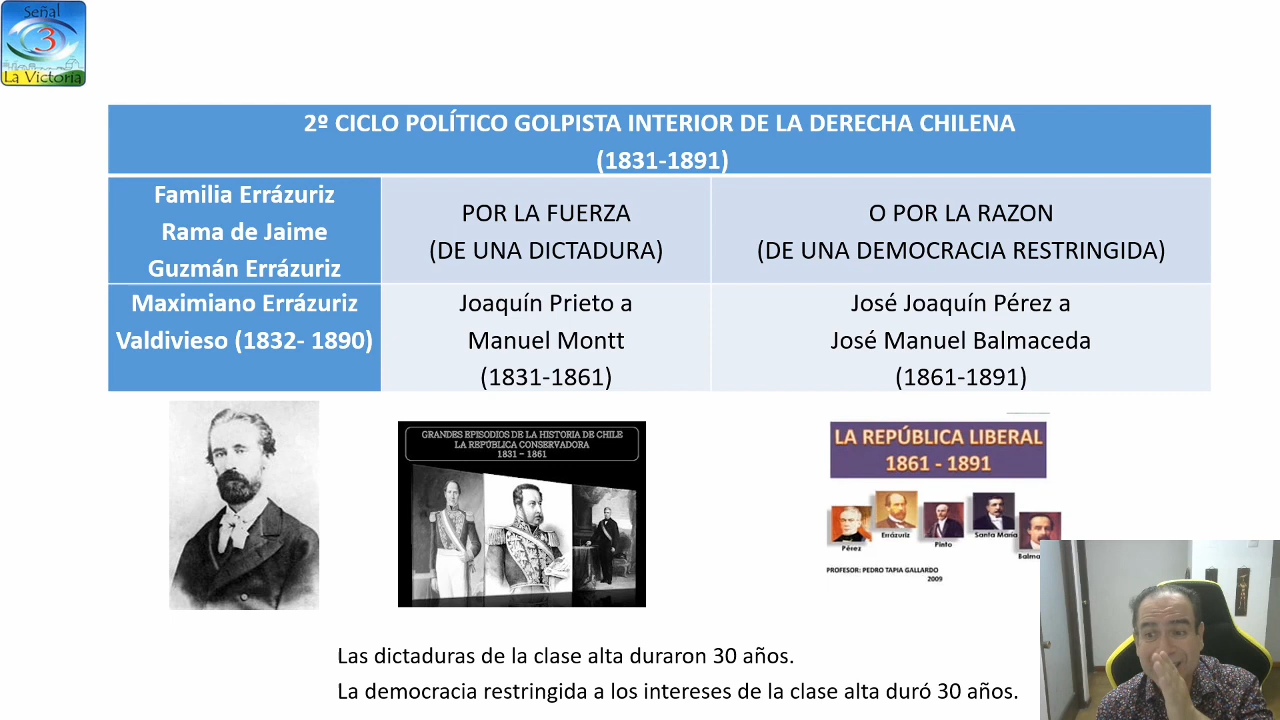 Señal
3
La Victoria
2º CICLO POLÍTICO GOLPISTA INTERIOR DE LA DERECHA CHILENA
(1831-1891)
Familia Errázuriz
Rama de Jaime
Guzmán Errázuriz
POR LA FUERZA
(DE UNA DICTADURA)
O POR LA RAZON
(DE UNA DEMOCRACIA RESTRINGIDA)
Maximiano Errázuriz
Valdivieso (1832- 1890)
Joaquín Prieto a
Manuel Montt
(1831-1861)
José Joaquín Pérez a
José Manuel Balmaceda
(1861-1891)
GRANDES EPISODIOS DE LA HISTORIA DE CHILE
LA REPÚBLICA CONSERVADORA
1831 – 1861
LA REPÚBLICA LIBERAL
1861 - 1891
Pérez
Errázuriz
Pinto
Santa María
Balma
PROFESOR: PEDRO TAPIA GALLARDO
2009
Las dictaduras de la clase alta duraron 30 años.
La democracia restringida a los intereses de la clase alta duró 30 años.